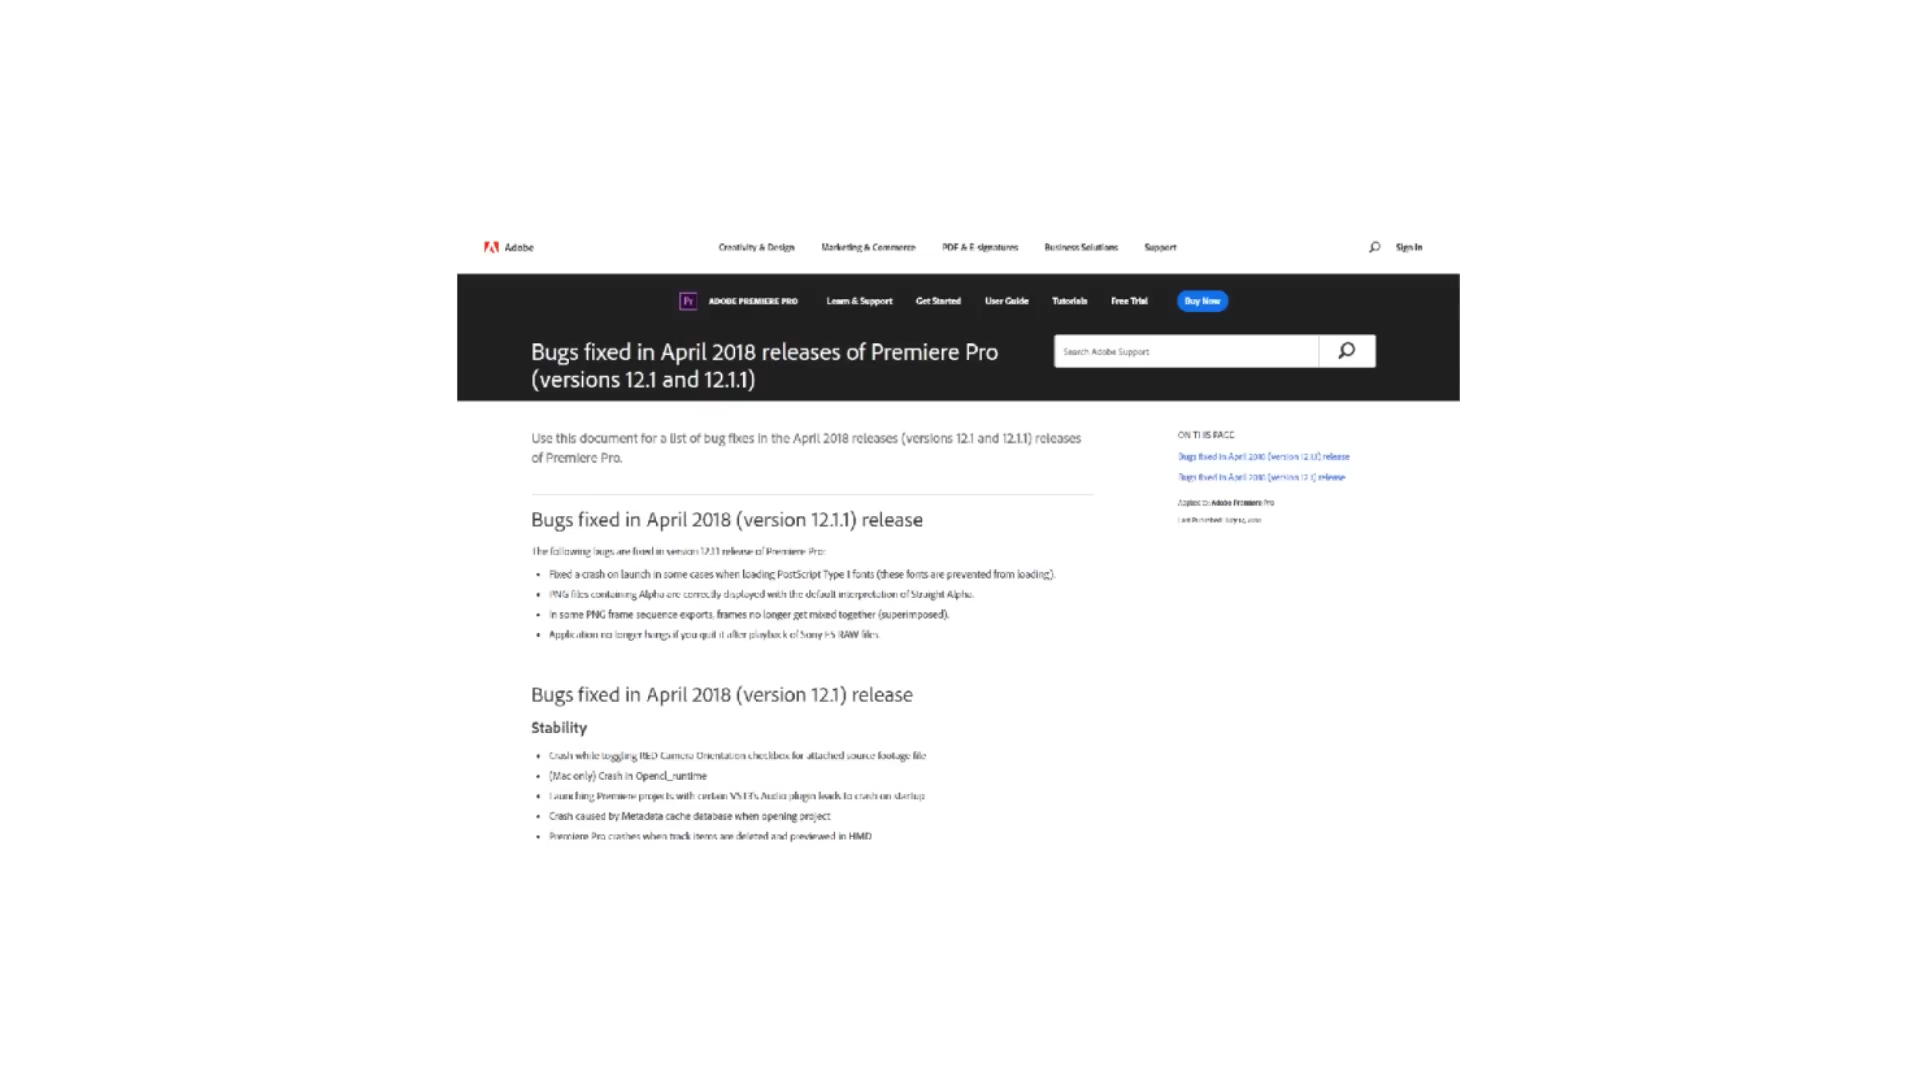 Adobe
Creativity & Design Marketing & Commerce PDF & E-signatures Business Solutions Support
Sign In
Pr ADOBE PREMIERE PRO Learn & Support Get Started User Guide Tutorials Free Trial Buy Now
Bugs fixed in April 2018 releases of Premiere Pro
(versions 12.1 and 12.1.1)
Search Adobe Support
Use this document for a list of bug fixes in the April 2018 releases (versions 12.1 and 12.1.1) releases
of Premiere Pro.
ON THIS PAGE
Bugs fixed in April 2018 (version 12.1.1) release
Bugs fixed in April 2018 (version 12.1) release
Applies to: Adobe Premiere Pro
Last Published: July
Bugs fixed in April 2018 (version 12.1.1) release
The following bugs are fixed in version 12.1.1 release of Premiere Pro:
• Fixed a crash on launch in some cases when loading PostScript Type 1 fonts (these fonts are prevented from loading).
• PNG files containing Alpha are correctly displayed with the default interpretation of Straight Alpha.
• In some PNG frame sequence exports, frames no longer get mixed together (superimposed).
• Application no longer hangs if you quit it after playback of Sony F5 RAW files.
Bugs fixed in April 2018 (version 12.1) release
Stability
• Crash while toggling RED Camera Orientation checkbox for attached source footage file
• (Mac only) Crash in Opencl_runtime
• Launching Premiere projects with certain VST3's Audio plugin leads to crash on startup
• Crash caused by Metadata cache database when opening project
• Premiere Pro crashes when track items are deleted and previewed in HMD